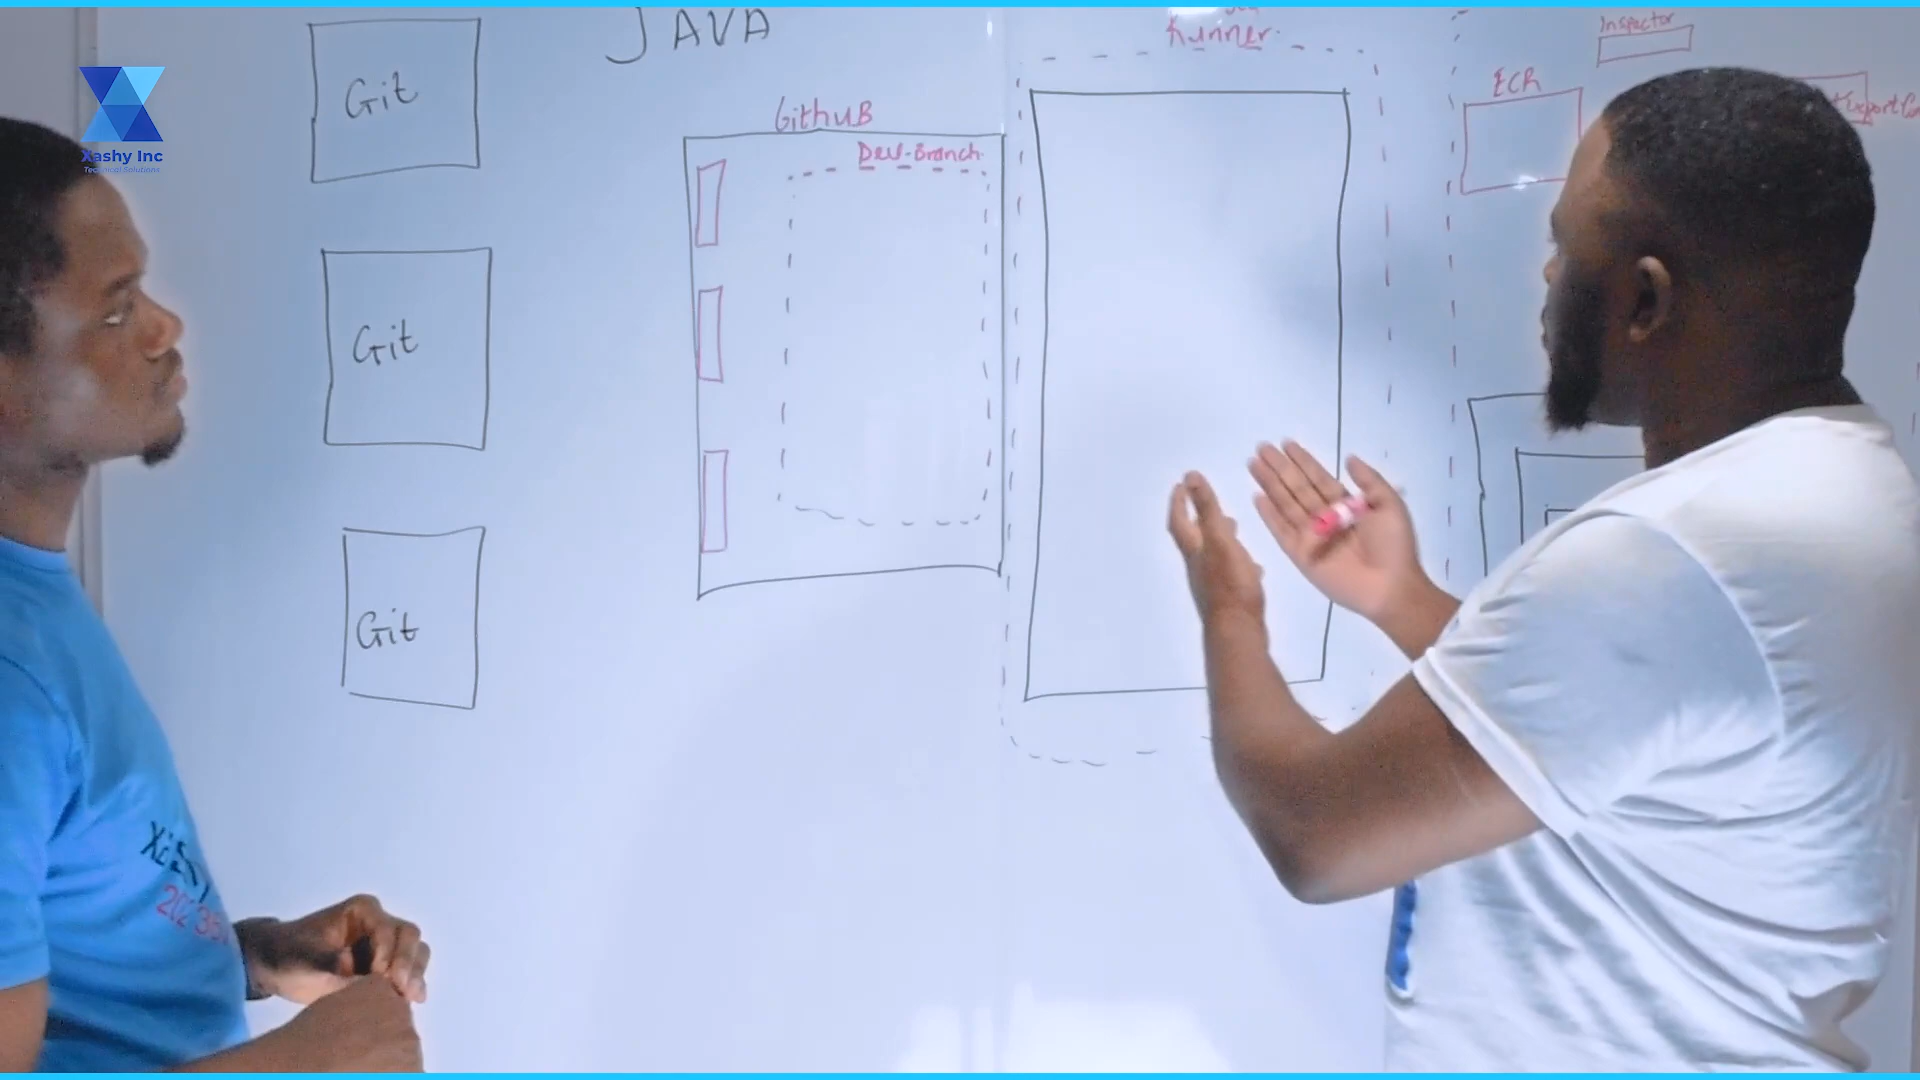 JAVA
Runner
Inspector
ECR
Git
GithuB
Dev-Branch
Git
Git
Xashy Inc